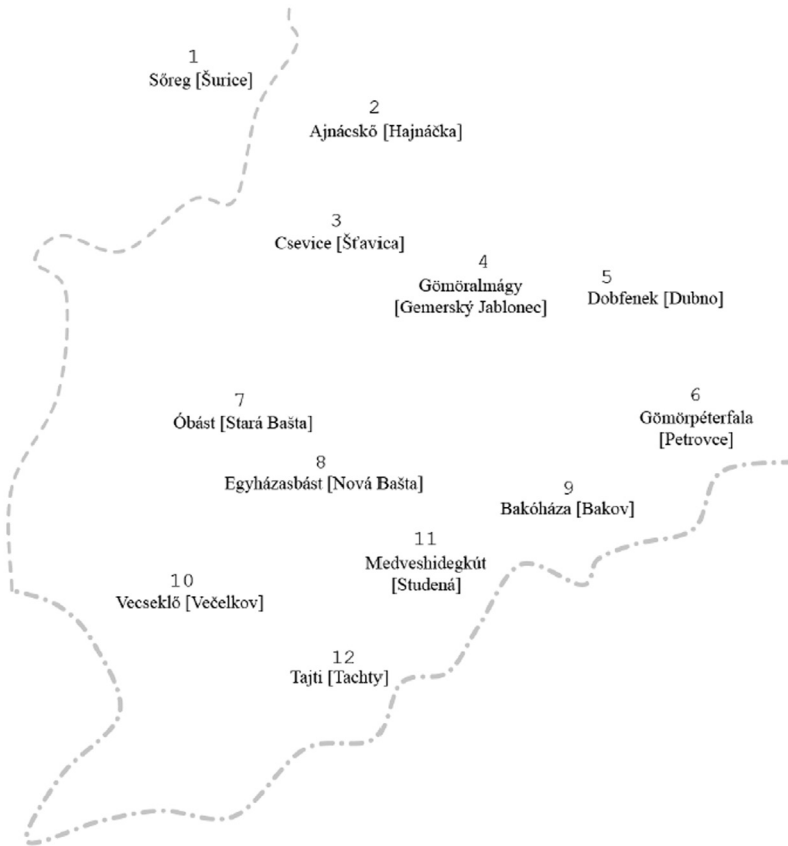 1
Sőreg [Šurice]
2
Ajnácskő [Hajnáčka]
3
Csevice [Šťavica]
4
Gömöralmágy
[Gemerský Jablonec]
5
Dobfenek [Dubno]
6
Gömörpéterfala
[Petrovce]
7
Óbást [Stará Bašta]
8
Egyházasbást [Nová Bašta]
9
Bakóháza [Bakov]
10
Vecseklő [Večelkov]
11
Medveshidegkút
[Studená]
12
Tajti [Tachty]